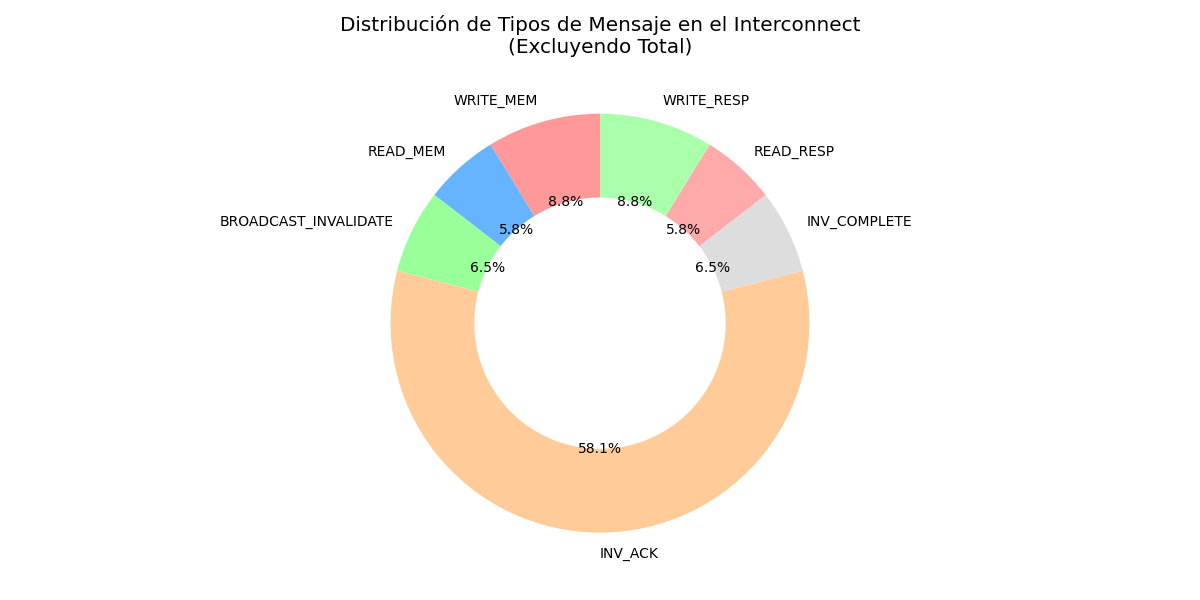 Distribución de Tipos de Mensaje en el Interconnect
(Excluyendo Total)
WRITE_MEM
WRITE_RESP
READ_MEM
READ_RESP
BROADCAST_INVALIDATE
INV_COMPLETE
8.8%
8.8%
5.8%
5.8%
6.5%
6.5%
58.1%
INV_ACK